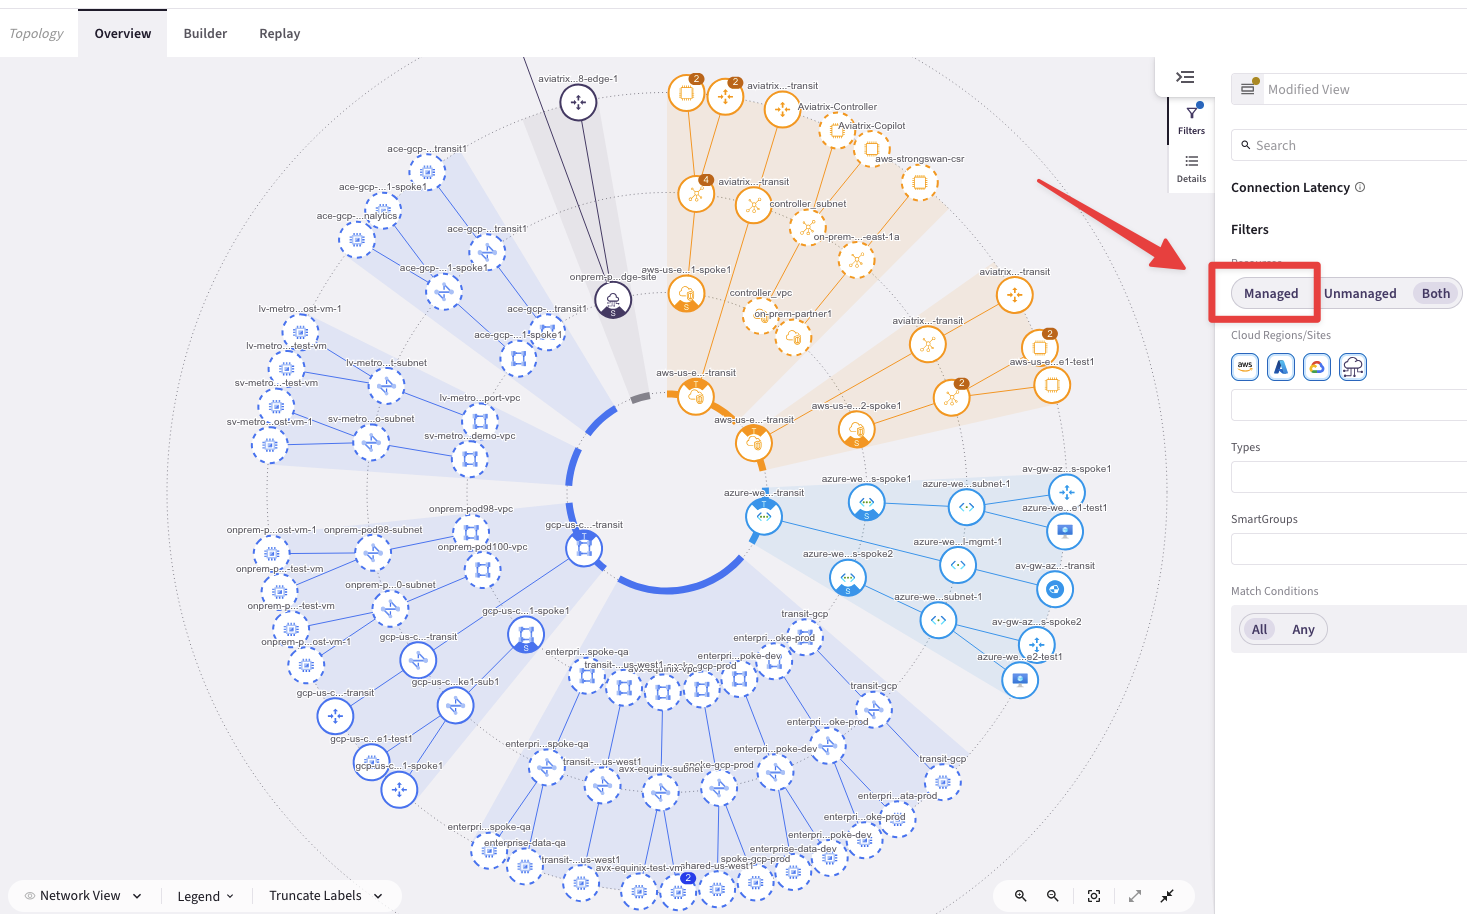 Topology
Overview
Builder
Replay
Modified View
Search
Filters
Details
Connection Latency
Filters
Managed
Unmanaged
Both
Cloud Regions/Sites
aws
Types
SmartGroups
Match Conditions
All
Any
aviatrix...8-edge-1
2
2
aviatrix...-transit
Aviatrix-Controller
Aviatrix-Copilot
aws-strongswan-csr
ace-gcp-...transit1
ace-gcp-...1-spoke1
ace-gcp-...nalytics
ace-gcp-...transit1
ace-gcp-...1-spoke1
4
aviatrix...-transit
controller_subnet
on-prem-...-east-1a
onprem-p...dge-site
S
aws-us-e...1-spoke1
S
controller_vpc
on-prem-partner1
aviatrix...-transit
aviatrix...-transit
2
aws-us-e...e1-test1
2
aws-us-e...2-spoke1
S
lv-metro...ost-vm-1
ace-gcp-...transit1
ace-gcp-...1-spoke1
lv-metro...-test-vm
lv-metro...t-subnet
sv-metro...-test-vm
lv-metro...port-vpc
sv-metro...ost-vm-1
sv-metro...o-subnet
sv-metro...demo-vpc
aws-us-e...-transit
T
aws-us-e...-transit
T
azure-we...-transit
T
azure-we...s-spoke1
S
azure-we...subnet-1
av-gw-az...s-spoke1
azure-we...e1-test1
azure-we...l-mgmt-1
azure-we...s-spoke2
S
av-gw-az...-transit
azure-we...subnet-1
av-gw-az...s-spoke2
azure-we...e2-test1
onprem-pod98-vpc
onprem-p...ost-vm-1
onprem-pod98-subnet
gcp-us-c...-transit
T
onprem-pod100-vpc
onprem-p...-test-vm
onprem-p...0-subnet
onprem-p...-test-vm
onprem-p...ost-vm-1
gcp-us-c...1-spoke1
S
gcp-us-c...-transit
gcp-us-c...ke1-sub1
gcp-us-c...-transit
gcp-us-c...e1-test1
gcp-us-c...1-spoke1
transit-gcp
enterpri...oke-prod
enterpri...poke-dev
enterpri...spoke-qa
transit-...us-west1
avx-equinix-vpc
spoke-gcp-prod
transit-gcp
enterpri...oke-prod
enterpri...poke-dev
enterpri...spoke-qa
transit-...us-west1
avx-equinix-subnet
spoke-gcp-prod
transit-gcp
enterpri...ata-prod
enterpri...oke-prod
enterpri...poke-dev
enterprise-data-dev
enterpri...spoke-qa
enterprise-data-qa
transit-...us-west1
avx-equinix-test-vm
shared-us-west1
spoke-gcp-prod
2
Network View
Legend
Truncate Labels